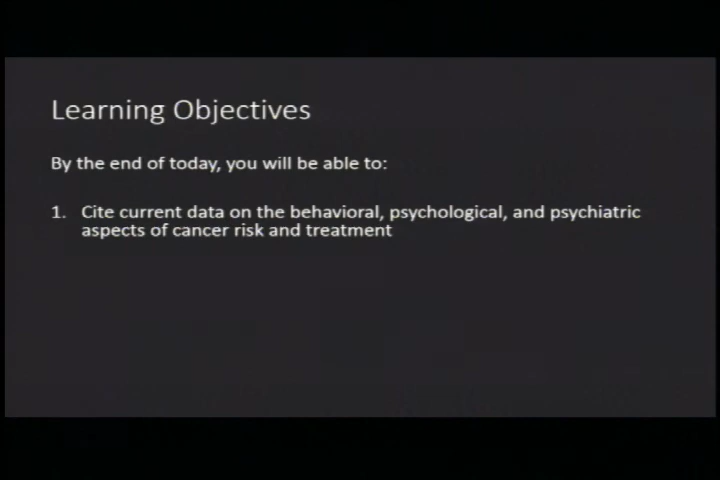 Learning Objectives
By the end of today, you will be able to:
1. Cite current data on the behavioral, psychological, and psychiatric
aspects of cancer risk and treatment